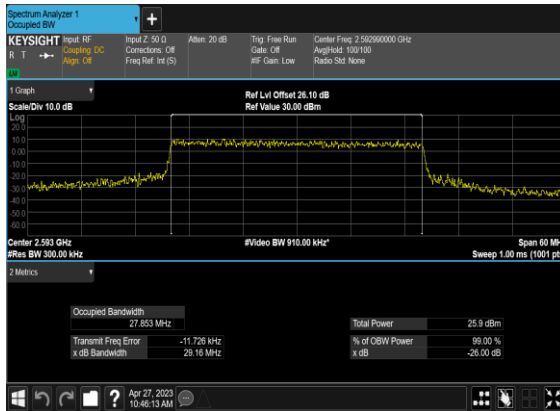 Spectrum Analyzer 1
Occupied BW
+
KEYSIGHT Input: RF Input Z: 50 Ω Atten: 20 dB Trig: Free Run Center Freq: 2.592990000 GHz
R T Coupling: DC Corrections: Off Gate: Off Avg|Hold: 100/100
Align: Off Freq Ref: Int (S) #IF Gain: Low Radio Std: None
1 Graph
Ref Lvl Offset 26.10 dB
Scale/Div 10.0 dB Ref Value 30.00 dBm
Log
20.0
10.0
0.00
-10.0
-20.0
-30.0
-40.0
-50.0
-60.0
Center 2.593 GHz #Video BW 910.00 kHz* Span 60 MH
#Res BW 300.00 kHz Sweep 1.00 ms (1001 pt
2 Metrics
Occupied Bandwidth
27.853 MHz Total Power 25.9 dBm
Transmit Freq Error -11.726 kHz % of OBW Power 99.00 %
x dB Bandwidth 29.16 MHz x dB -26.00 dB
? Apr 27, 2023
10:46:13 AM